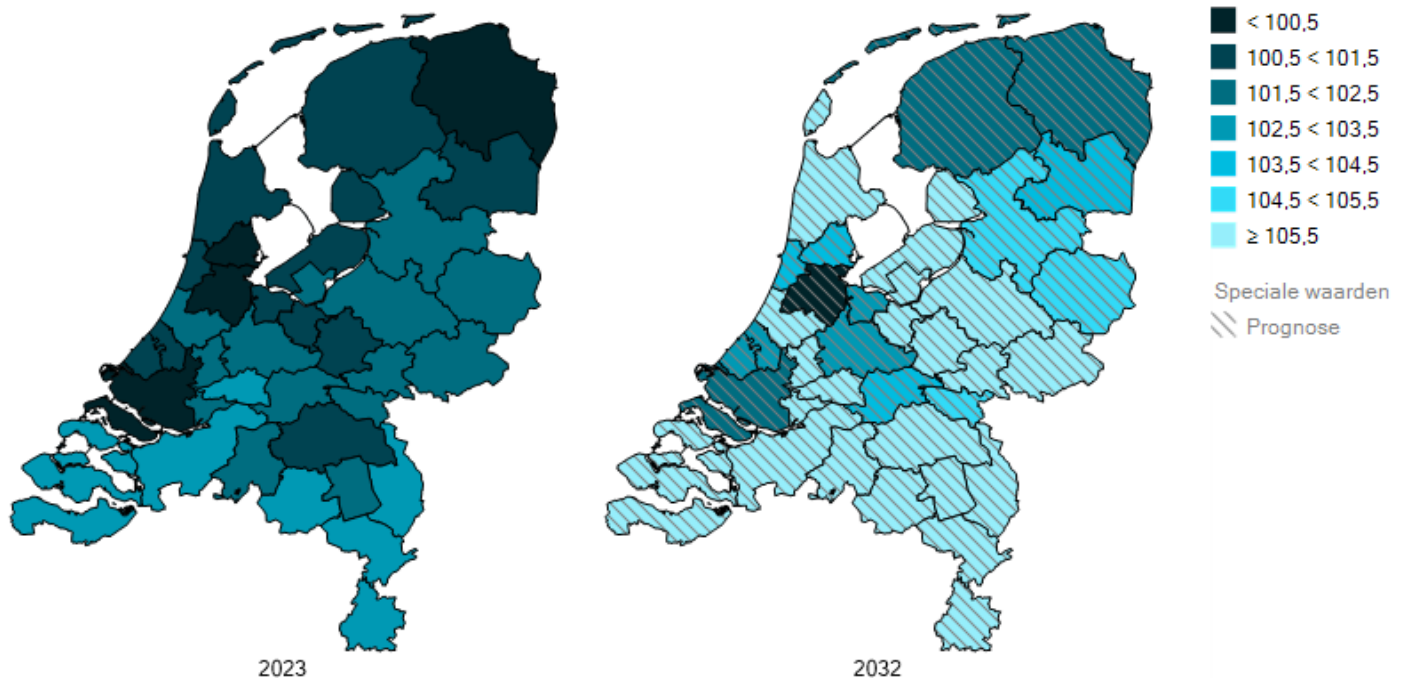 < 100,5
100,5 < 101,5
101,5 < 102,5
102,5 < 103,5
103,5 < 104,5
104,5 < 105,5
≥ 105,5
Speciale waarden
Prognose
2023
2032